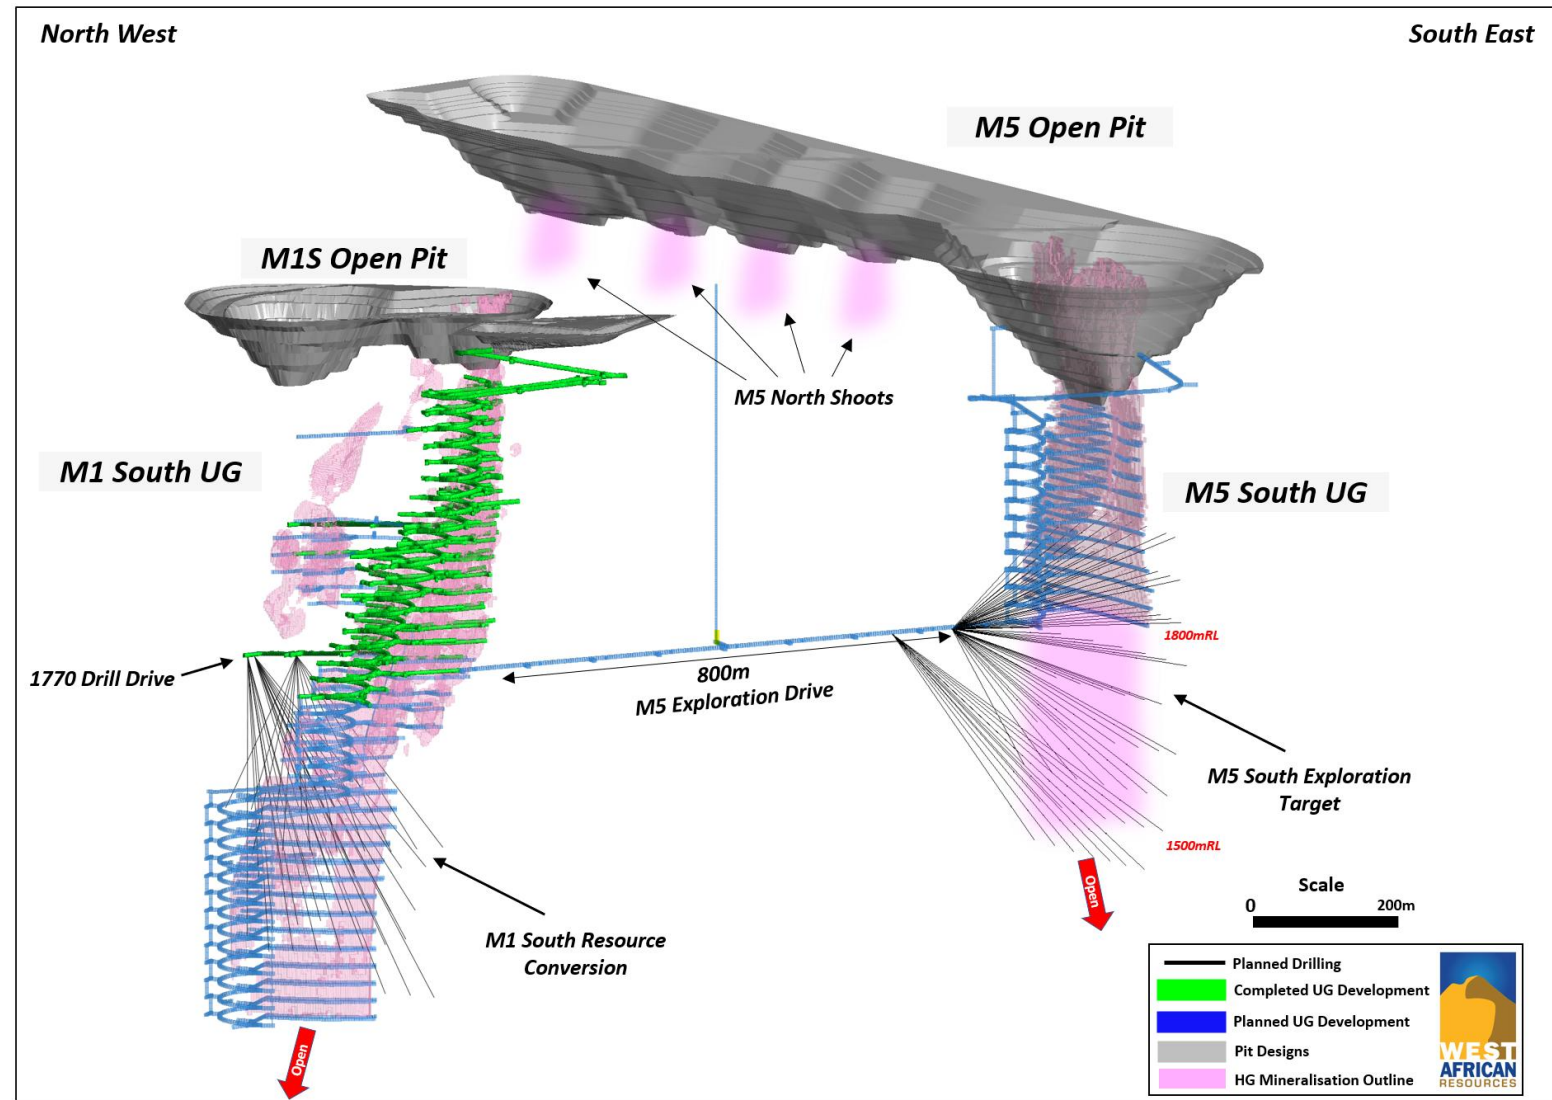 North West
South East
M5 Open Pit
M1S Open Pit
M5 North Shoots
M1 South UG
M5 South UG
1800mRL
1770 Drill Drive
800m
M5 Exploration Drive
M5 South Exploration
Target
1500mRL
Open
Scale
0 200m
M1 South Resource
Conversion
Open
Planned Drilling
Completed UG Development
Planned UG Development
Pit Designs
HG Mineralisation Outline
WEST
AFRICAN
RESOURCES